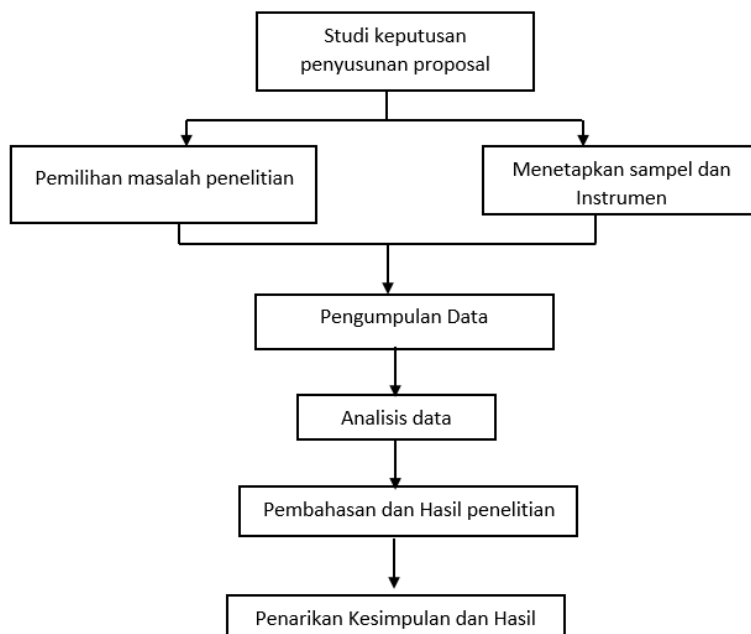 Studi keputusan
penyusunan proposal
Pemilihan masalah penelitian
Menetapkan sampel dan
Instrumen
Pengumpulan Data
Analisis data
Pembahasan dan Hasil penelitian
Penarikan Kesimpulan dan Hasil